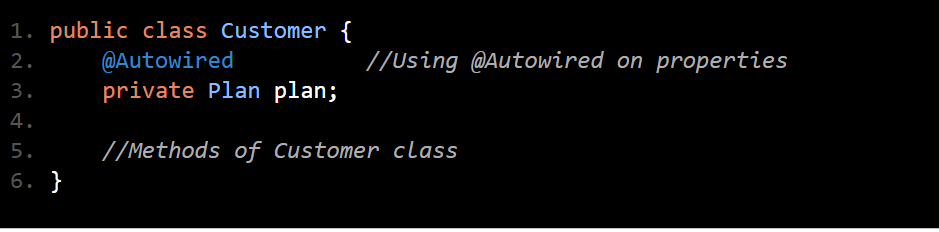 1. public class Customer {
2.     @Autowired          //Using @Autowired on properties
3.     private Plan plan;
4.
5.     //Methods of Customer class
6. }